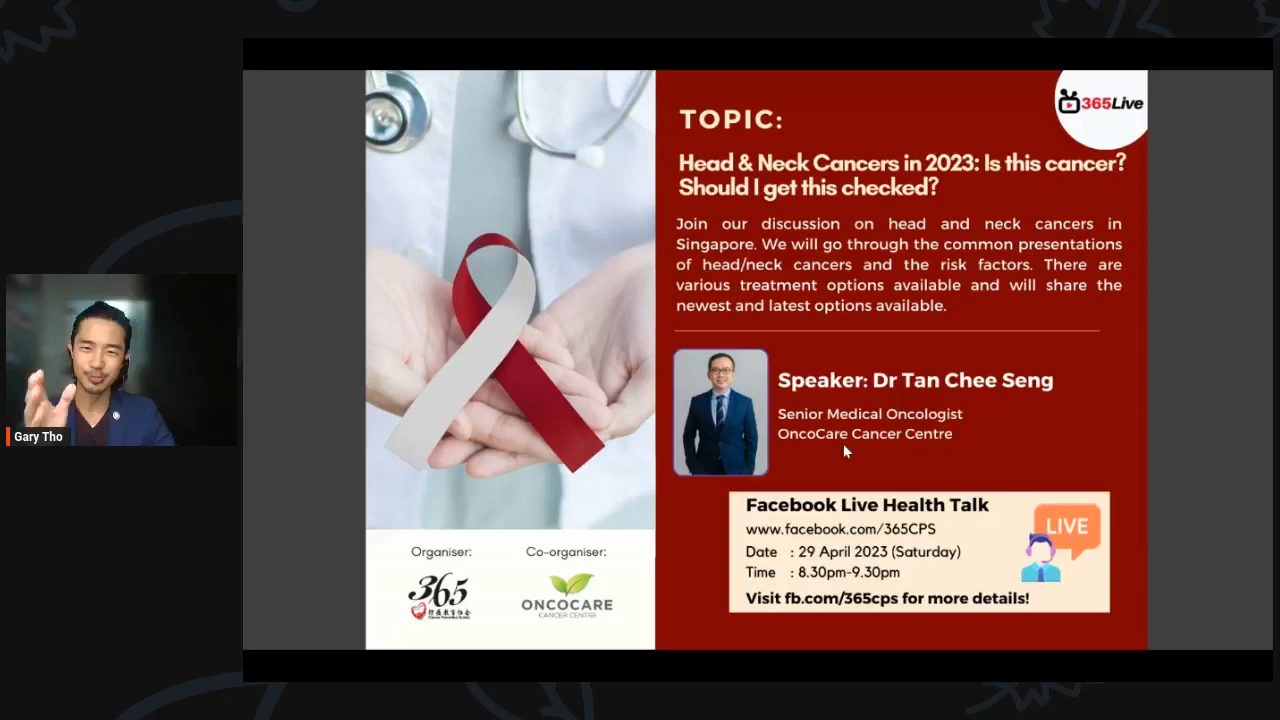 TOPIC:
365Live
Head & Neck Cancers in 2023: Is this cancer?
Should I get this checked?
Join our discussion on head and neck cancers in
Singapore. We will go through the common presentations
of head/neck cancers and the risk factors. There are
various treatment options available and will share the
newest and latest options available.
Speaker: Dr Tan Chee Seng
Senior Medical Oncologist
OncoCare Cancer Centre
Gary Tho
Facebook Live Health Talk
www.facebook.com/365CPS
Date : 29 April 2023 (Saturday)
Time : 8.30pm-9.30pm
Visit fb.com/365cps for more details!
LIVE
Organiser:
Co-organiser:
365
ONCOCARE
CANCER CENTRE